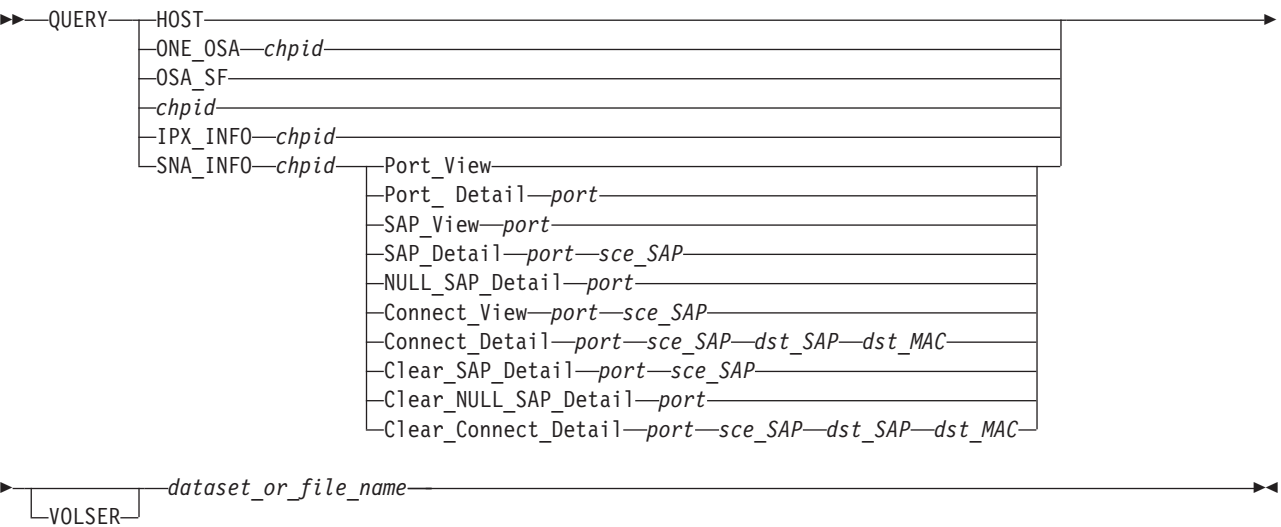 QUERY HOST
ONE_OSA chpid
OSA_SF
chpid
IPX_INFO chpid
SNA_INFO chpid Port_View
Port_ Detail port
SAP_View port
SAP_Detail port sce_SAP
NULL_SAP_Detail port
Connect_View port sce_SAP
Connect_Detail port sce_SAP dst_SAP dst_MAC
Clear_SAP_Detail port sce_SAP
Clear_NULL_SAP_Detail port
Clear_Connect_Detail port sce_SAP dst_SAP dst_MAC
dataset_or_file_name
VOLSER